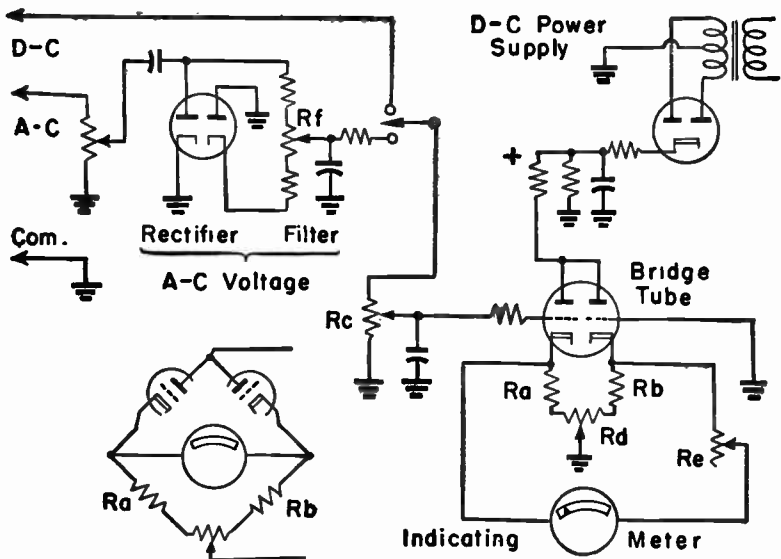 D-C Power
Supply
D-C
A-C
Rf
+
Com.
Rectifier Filter
A-C Voltage
Bridge
Tube
Rc
Ra Rb
Rd
Re
Ra Rb
Indicating Meter